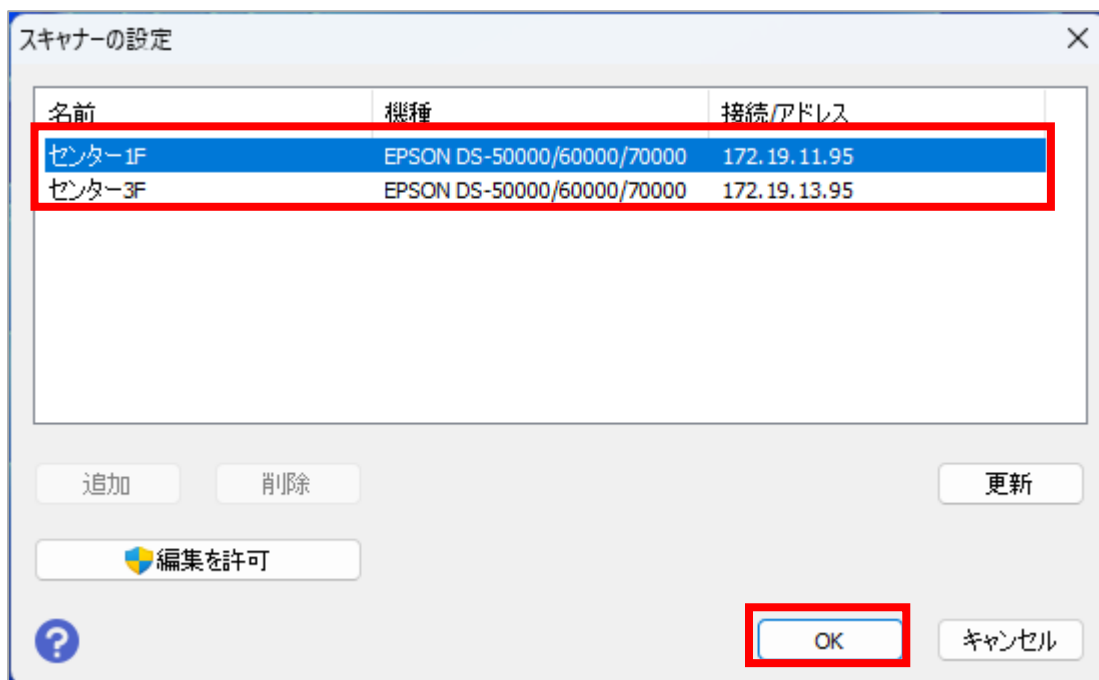 スキャナーの設定
名前 機種 接続/アドレス
センター1F EPSON DS-50000/60000/70000 172.19.11.95
センター3F EPSON DS-50000/60000/70000 172.19.13.95
追加 削除 更新
編集を許可
? OK キャンセル